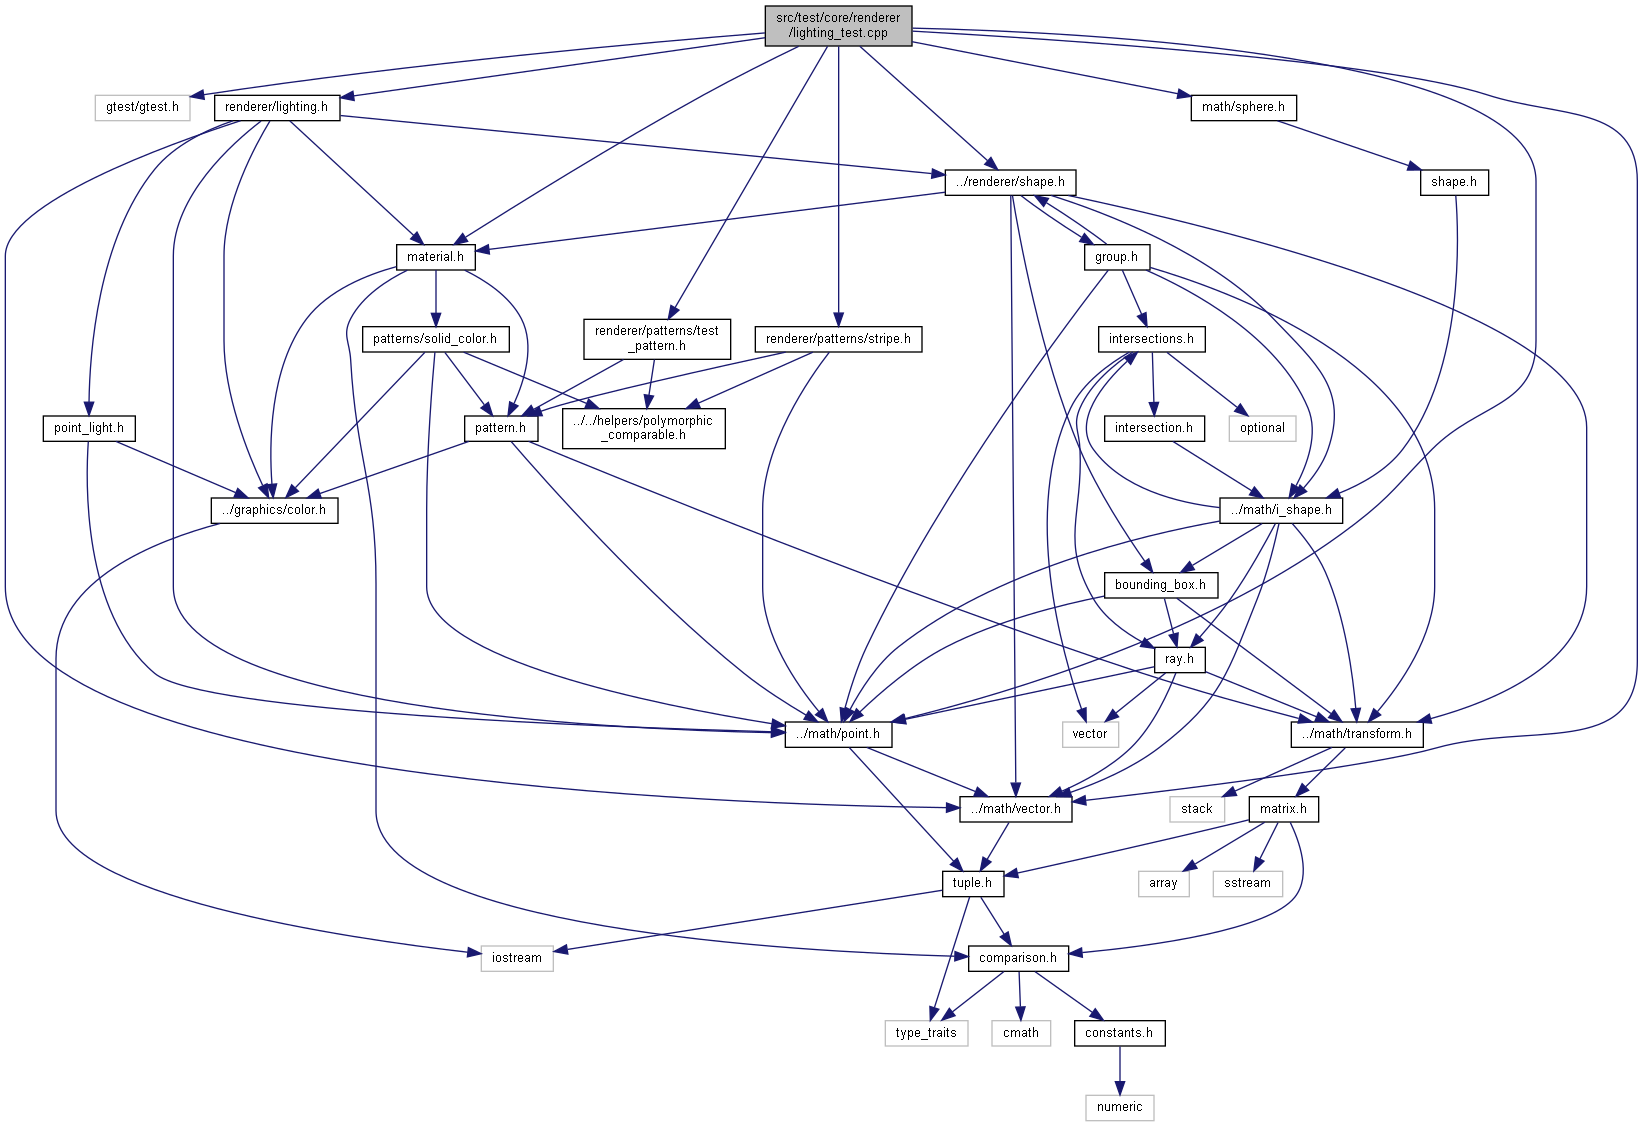 src/test/core/renderer
/lighting_test.cpp
gtest/gtest.h
renderer/lighting.h
math/sphere.h
../renderer/shape.h
shape.h
material.h
group.h
patterns/solid_color.h
renderer/patterns/test
_pattern.h
renderer/patterns/stripe.h
intersections.h
point_light.h
pattern.h
../../helpers/polymorphic
_comparable.h
intersection.h
optional
../graphics/color.h
../math/i_shape.h
bounding_box.h
ray.h
../math/point.h
vector
../math/transform.h
../math/vector.h
stack
matrix.h
tuple.h
array
sstream
iostream
comparison.h
type_traits
cmath
constants.h
numeric